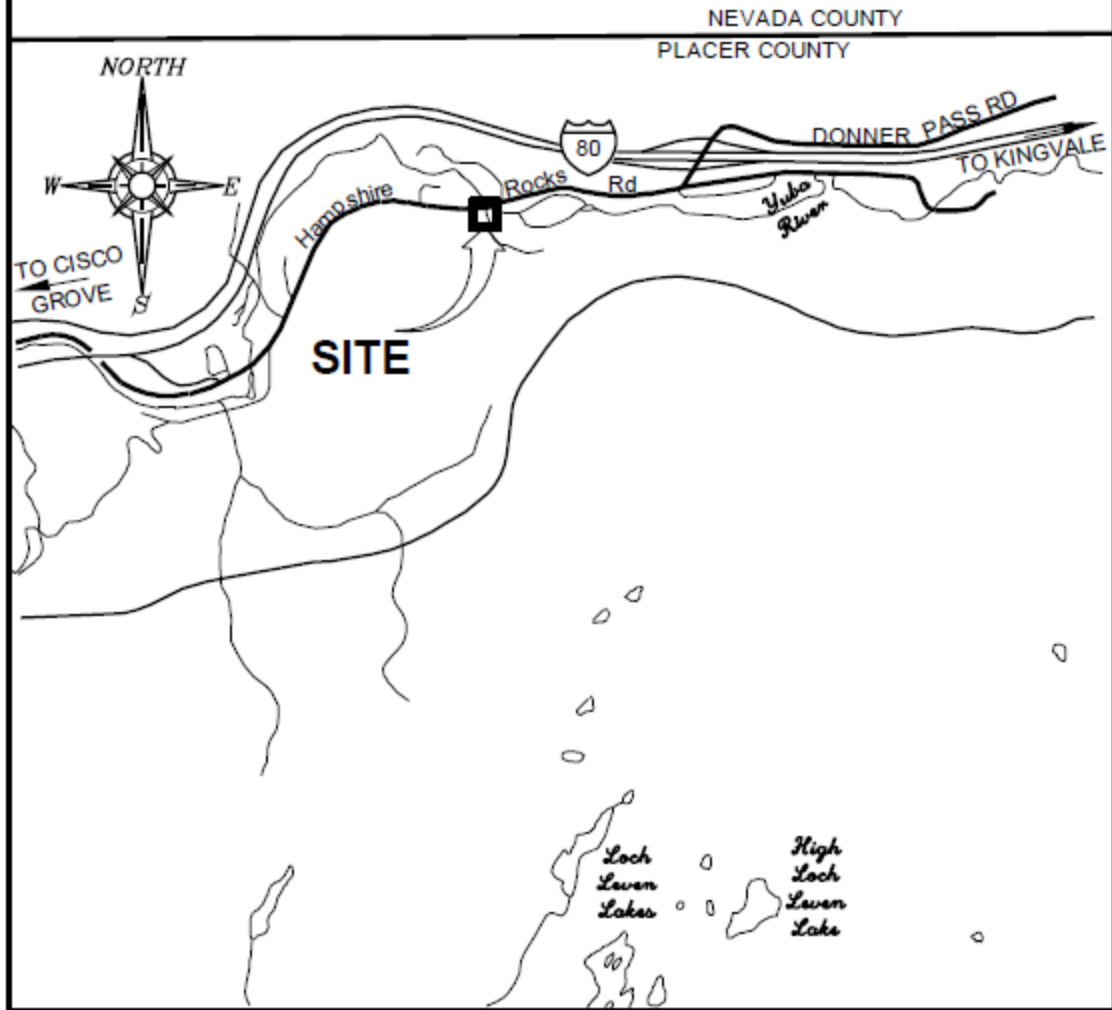 NEVADA COUNTY
PLACER COUNTY
NORTH
W
E
S
80
DONNER PASS RD
TO KINGVALE
Hampshire Rocks Rd
Yuba
River
TO CISCO
GROVE
SITE
Loch
Leven
Lakes
High
Loch
Leven
Lake